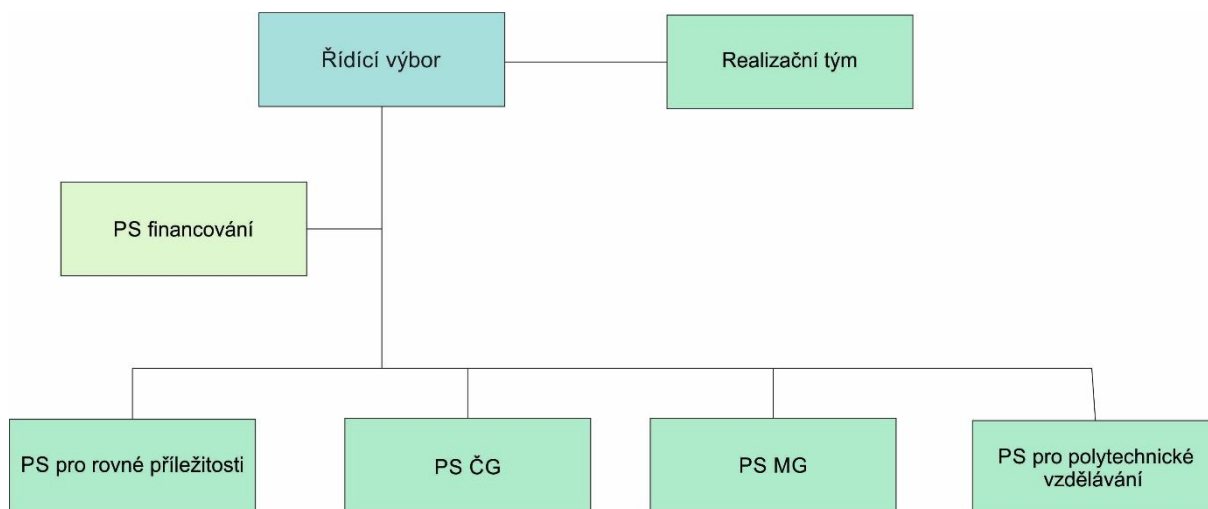 Řídící výbor
Realizační tým
PS financování
PS pro rovné příležitosti
PS ČG
PS MG
PS pro polytechnické
vzdělávání